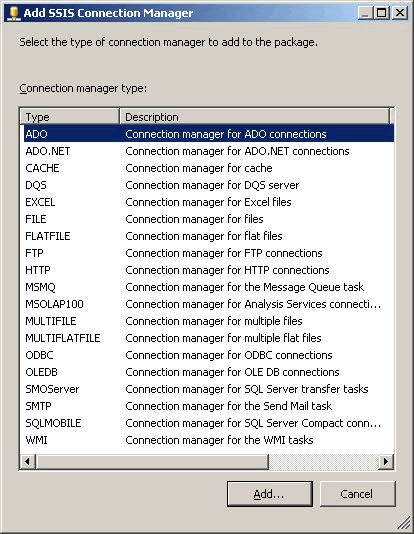 Add SSIS Connection Manager
Select the type of connection manager to add to the package.
Connection manager type:
Type Description
ADO Connection manager for ADO connections
ADO.NET Connection manager for ADO.NET connections
CACHE Connection manager for cache
DQS Connection manager for DQS server
EXCEL Connection manager for Excel files
FILE Connection manager for files
FLATFILE Connection manager for flat files
FTP Connection manager for FTP connections
HTTP Connection manager for HTTP connections
MSMQ Connection manager for the Message Queue task
MSOLAP100 Connection manager for Analysis Services connecti...
MULTIFILE Connection manager for multiple files
MULTIFLATFILE Connection manager for multiple flat files
ODBC Connection manager for ODBC connections
OLEDB Connection manager for OLE DB connections
SMOServer Connection manager for SQL Server transfer tasks
SMTP Connection manager for the Send Mail task
SQLMOBILE Connection manager for SQL Server Compact conn...
WMI Connection manager for the WMI tasks
Add... Cancel